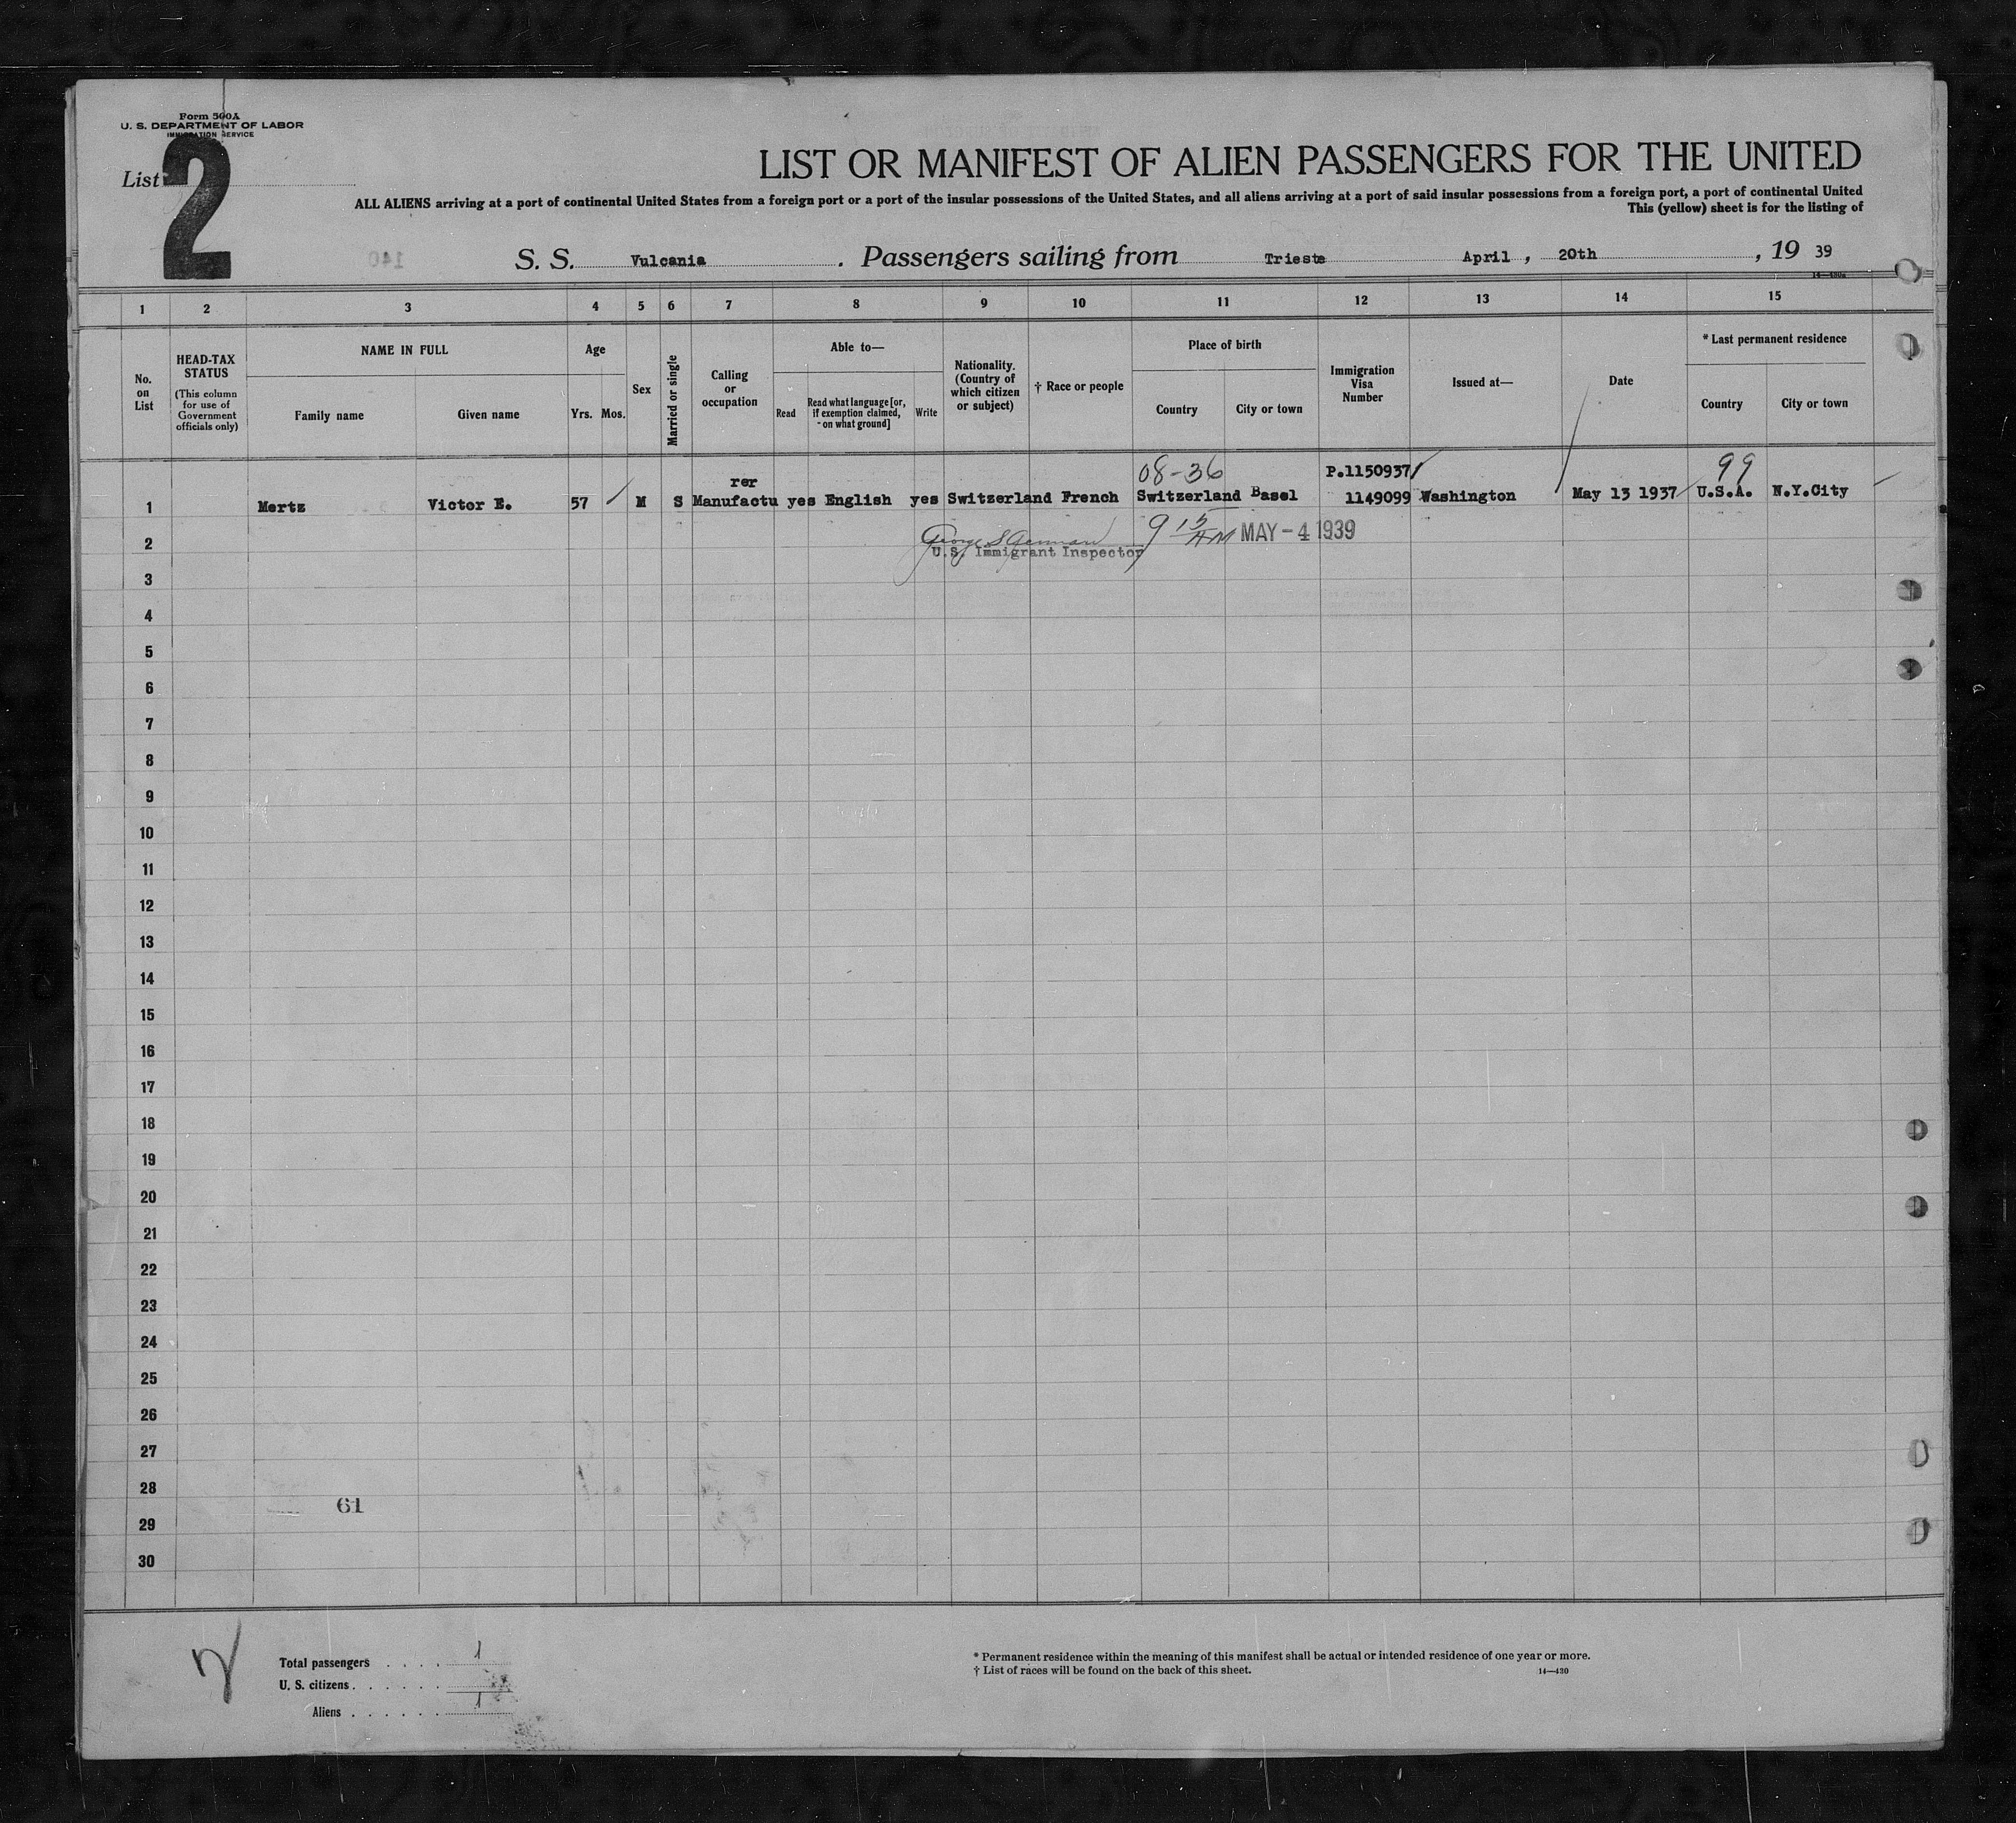 Form 500A
U. S. DEPARTMENT OF LABOR
IMMIGRATION SERVICE
List 2
LIST OR MANIFEST OF ALIEN PASSENGERS FOR THE UNITED
ALL ALIENS arriving at a port of continental United States from a foreign port or a port of the insular possessions of the United States, and all aliens arriving at a port of said insular possessions from a foreign port, a port of continental United
This (yellow) sheet is for the listing of
140
S. S. Vulcania . Passengers sailing from Trieste April , 20th , 19 39
14—430a
1 2 3 4 5 6 7 8 9 10 11 12 13 14 15
No. on List
HEAD-TAX STATUS
(This column for use of Government officials only)
NAME IN FULL
Family name Given name
Age
Yrs. Mos.
Sex
Married or single
Calling or occupation
Able to—
Read
Read what language [or, if exemption claimed, on what ground]
Write
Nationality. (Country of which citizen or subject)
† Race or people
Place of birth
Country City or town
Immigration Visa Number
Issued at—
Date
* Last permanent residence
Country City or town
08-36 P.1150937 99
rer
1 Mertz Victor E. 57 M S Manufactu yes English yes Switzerland French Switzerland Basel 1149099 Washington May 13 1937 U.S.A. N.Y.City
2 George S 9 15 AM MAY - 4 1939
U.S. Immigrant Inspector
3
4
5
6
7
8
9
10
11
12
13
14
15
16
17
18
19
20
21
22
23
24
25
26
27
28
61
29
30
Total passengers . . . . 1
U. S. citizens . . . . . .
Aliens . . . . . . 1
* Permanent residence within the meaning of this manifest shall be actual or intended residence of one year or more.
† List of races will be found on the back of this sheet. 14—430